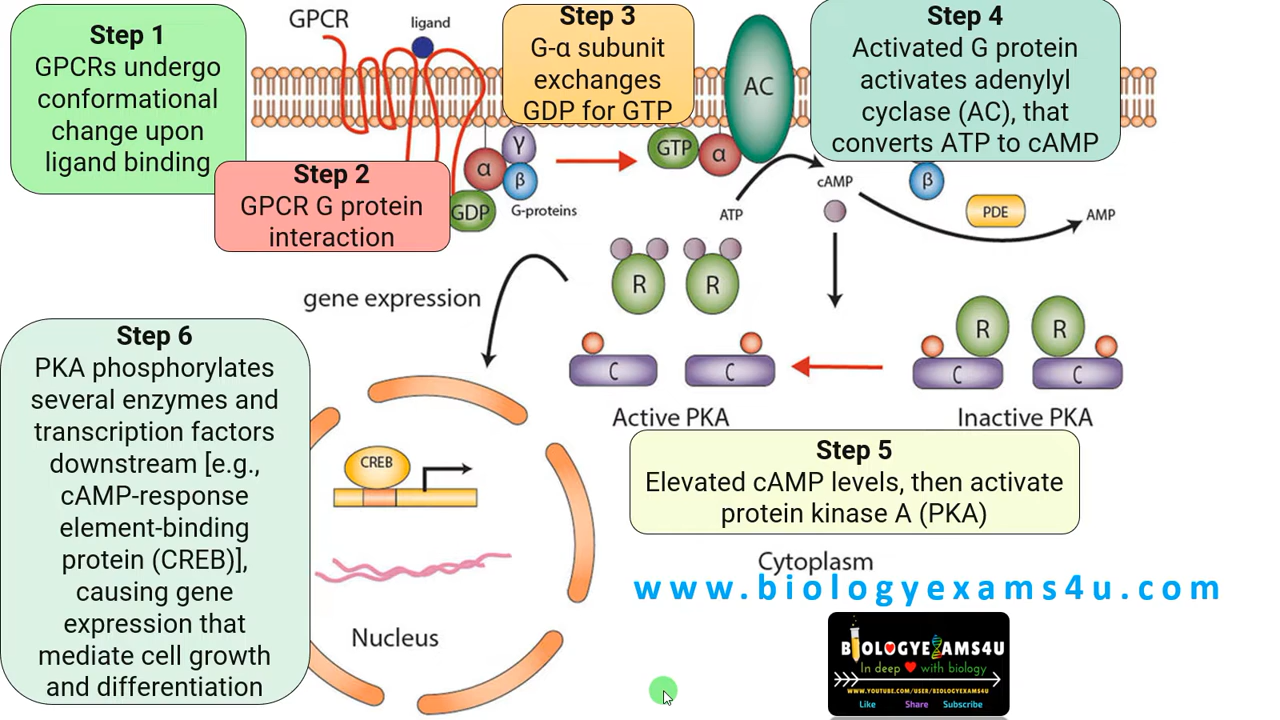 Step 1
GPCRs undergo
conformational
change upon
ligand binding
GPCR
ligand
Step 3
G-α subunit
exchanges
GDP for GTP
AC
Step 4
Activated G protein
activates adenylyl
cyclase (AC), that
converts ATP to cAMP
Step 2
GPCR G protein
interaction
α
γ
β
GDP
G-proteins
GTP
α
ATP
cAMP
β
PDE
AMP
gene expression
R
R
C
C
Active PKA
R
R
C
C
Inactive PKA
Step 5
Elevated cAMP levels, then activate
protein kinase A (PKA)
Step 6
PKA phosphorylates
several enzymes and
transcription factors
downstream [e.g.,
cAMP-response
element-binding
protein (CREB)],
causing gene
expression that
mediate cell growth
and differentiation
CREB
Nucleus
Cytoplasm
www.biologyexams4u.com
BIOLOGYEXAMS4U
In deep ❤ with biology
WWW.YOUTUBE.COM/USER/BIOLOGYEXAMS4U
Like Share Subscribe